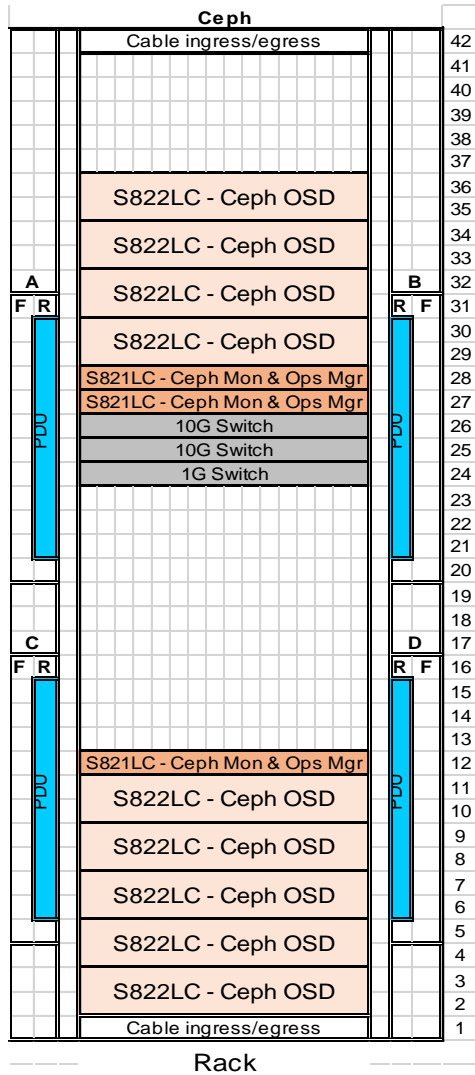 Ceph
Cable ingress/egress 42
41
40
39
38
37
S822LC - Ceph OSD 36
35
S822LC - Ceph OSD 34
33
A S822LC - Ceph OSD B 32
F R R F 31
S822LC - Ceph OSD 30
29
S821LC - Ceph Mon & Ops Mgr 28
S821LC - Ceph Mon & Ops Mgr 27
PDU 10G Switch PDU 26
10G Switch 25
1G Switch 24
23
22
21
20
19
18
C D 17
F R R F 16
15
14
13
S821LC - Ceph Mon & Ops Mgr 12
PDU S822LC - Ceph OSD PDU 11
10
S822LC - Ceph OSD 9
8
S822LC - Ceph OSD 7
6
S822LC - Ceph OSD 5
4
S822LC - Ceph OSD 3
2
Cable ingress/egress 1
Rack